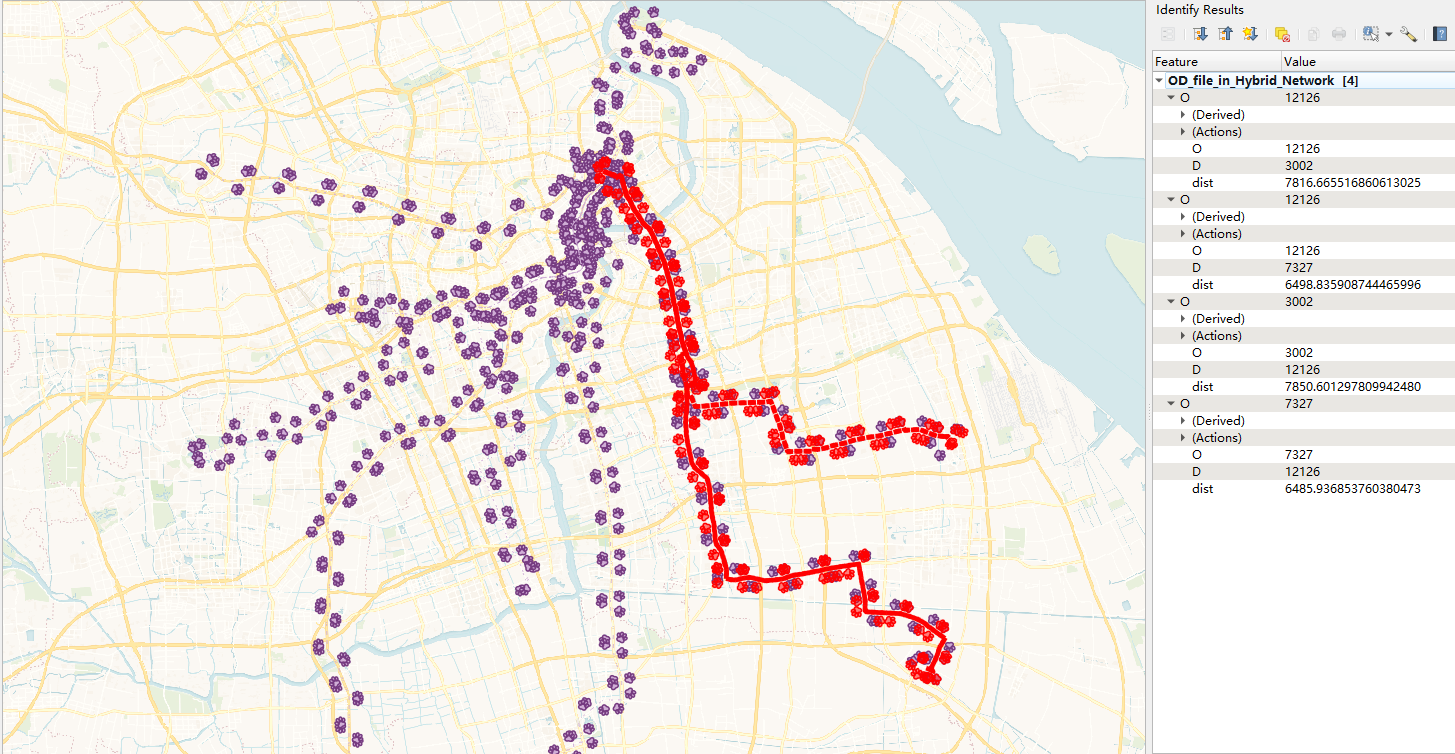 Identify Results
Feature Value
OD_file_in_Hybrid_Network [4]
O 12126
(Derived)
(Actions)
O 12126
D 3002
dist 7816.665516860613025
O 12126
(Derived)
(Actions)
O 12126
D 7327
dist 6498.835908744465996
O 3002
(Derived)
(Actions)
O 3002
D 12126
dist 7850.601297809942480
O 7327
(Derived)
(Actions)
O 7327
D 12126
dist 6485.936853760380473